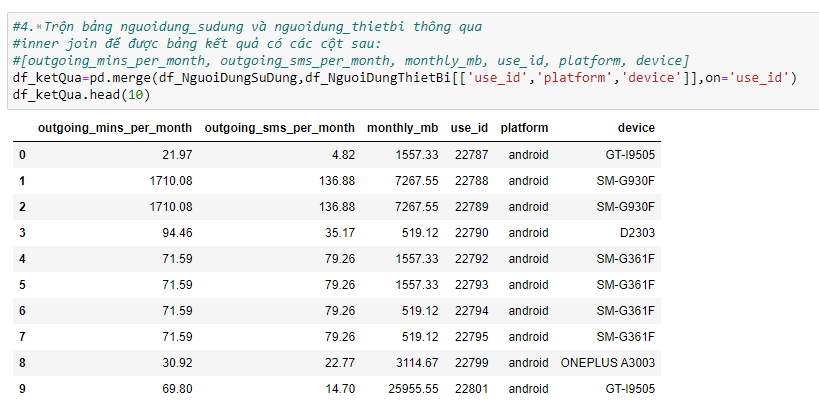 #4. Trộn bảng nguoidung_sudung và nguoidung_thietbi thông qua
#inner join để được bảng kết quả có các cột sau:
#[outgoing_mins_per_month, outgoing_sms_per_month, monthly_mb, use_id, platform, device]
df_ketQua=pd.merge(df_NguoiDungSuDung,df_NguoiDungThietBi[['use_id','platform','device']],on='use_id')
df_ketQua.head(10)
outgoing_mins_per_month outgoing_sms_per_month monthly_mb use_id platform device
0 21.97 4.82 1557.33 22787 android GT-I9505
1 1710.08 136.88 7267.55 22788 android SM-G930F
2 1710.08 136.88 7267.55 22789 android SM-G930F
3 94.46 35.17 519.12 22790 android D2303
4 71.59 79.26 1557.33 22792 android SM-G361F
5 71.59 79.26 1557.33 22793 android SM-G361F
6 71.59 79.26 519.12 22794 android SM-G361F
7 71.59 79.26 519.12 22795 android SM-G361F
8 30.92 22.77 3114.67 22799 android ONEPLUS A3003
9 69.80 14.70 25955.55 22801 android GT-I9505